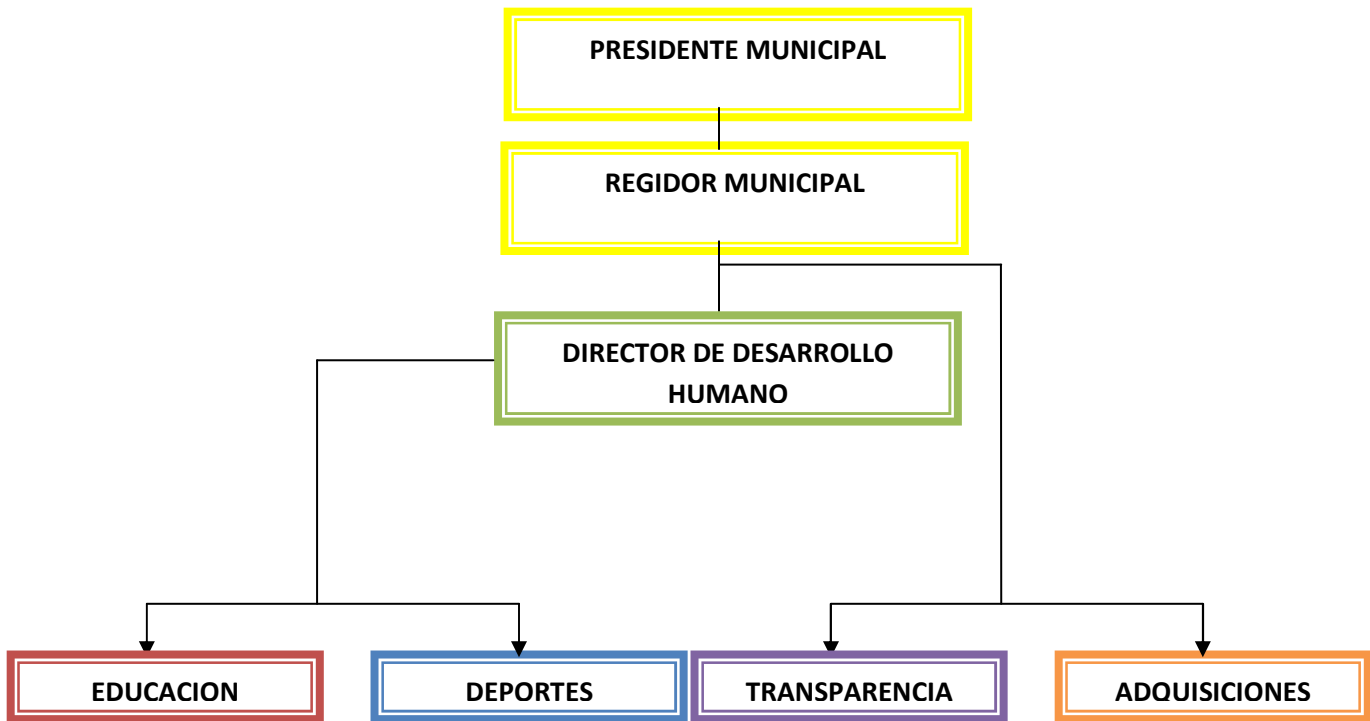 PRESIDENTE MUNICIPAL
REGIDOR MUNICIPAL
DIRECTOR DE DESARROLLO
HUMANO
EDUCACION
DEPORTES
TRANSPARENCIA
ADQUISICIONES